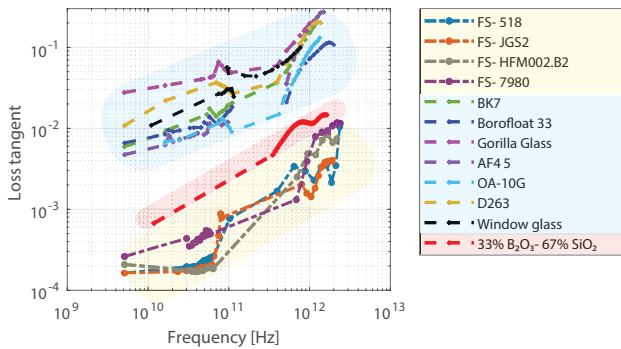 10⁻¹
10⁻²
10⁻³
10⁻⁴
Loss tangent
10⁹
10¹⁰
10¹¹
10¹²
10¹³
Frequency [Hz]
FS- 518
FS- JGS2
FS- HFM002.B2
FS- 7980
BK7
Borofloat 33
Gorilla Glass
AF4 5
OA-10G
D263
Window glass
33% B₂O₃- 67% SiO₂